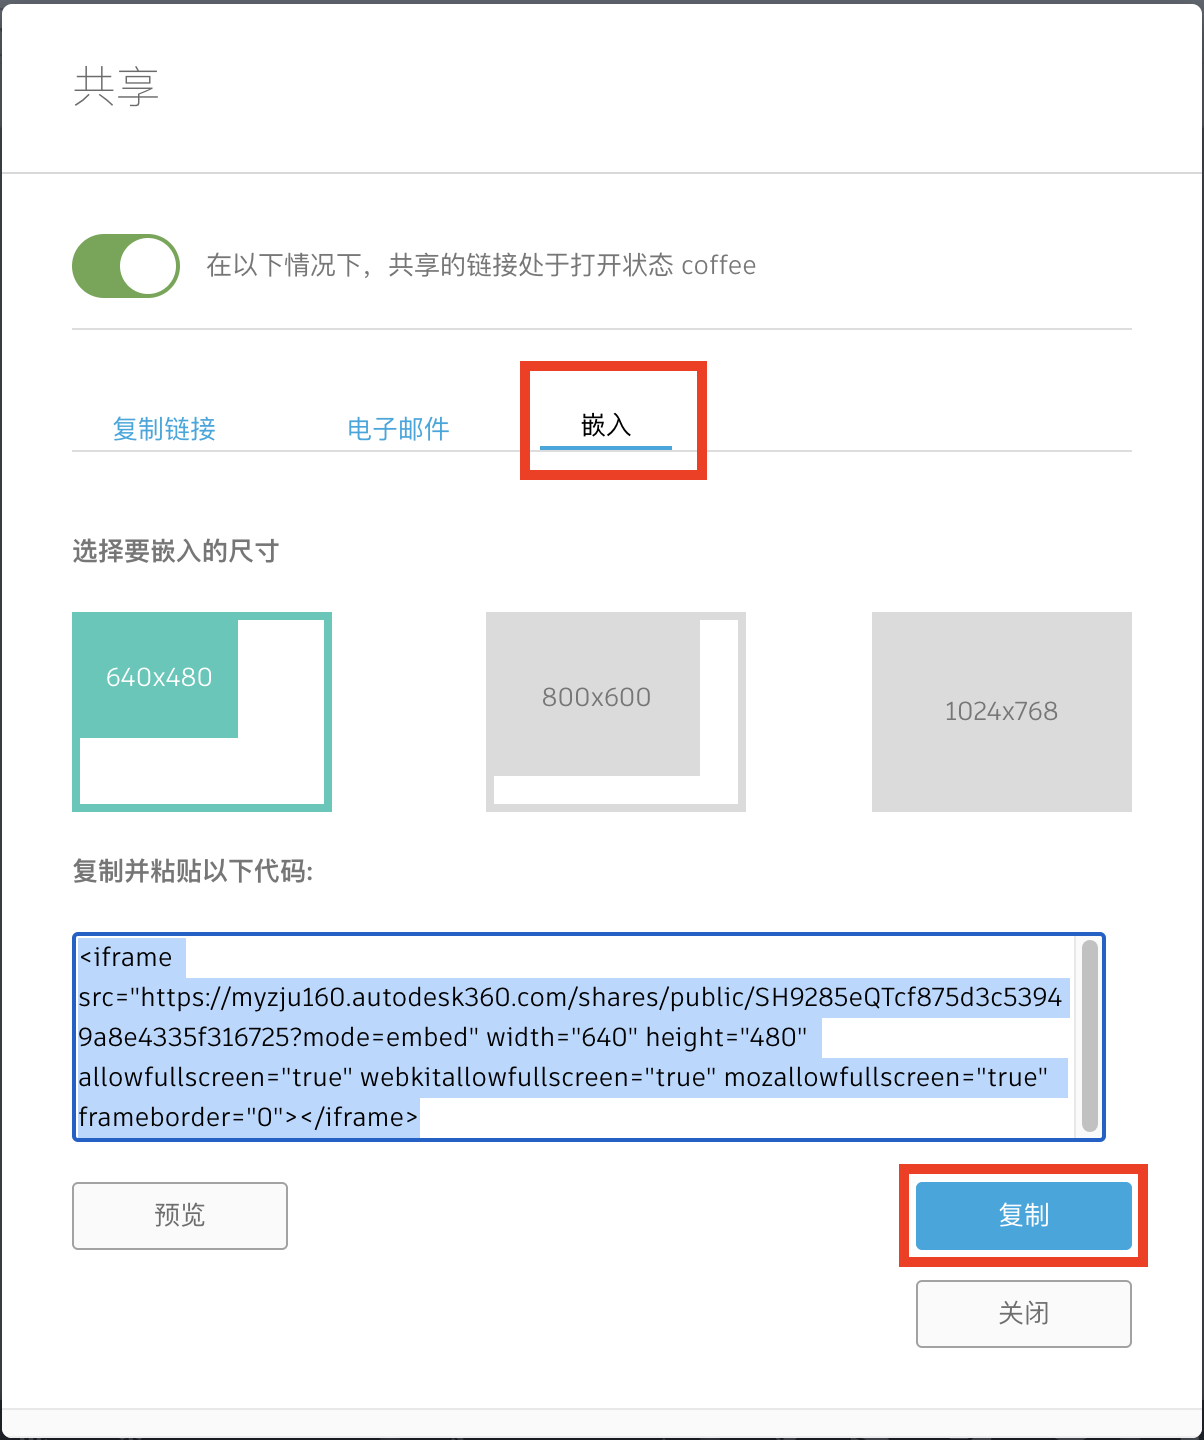 共享
在以下情况下，共享的链接处于打开状态 coffee
复制链接
电子邮件
嵌入
选择要嵌入的尺寸
640x480
800x600
1024x768
复制并粘贴以下代码:
<iframe
src="https://myzju160.autodesk360.com/shares/public/SH9285eQTcf875d3c5394
9a8e4335f316725?mode=embed" width="640" height="480"
allowfullscreen="true" webkitallowfullscreen="true" mozallowfullscreen="true"
frameborder="0"></iframe>
预览
复制
关闭